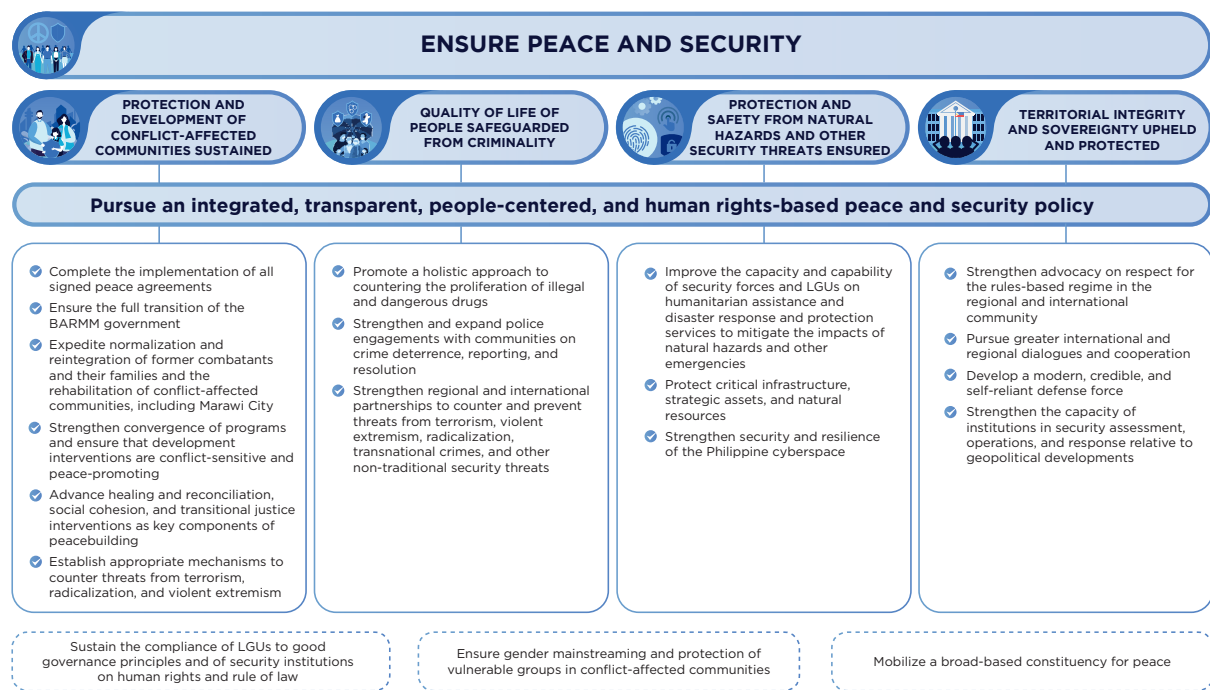 ENSURE PEACE AND SECURITY
PROTECTION AND
DEVELOPMENT OF
CONFLICT-AFFECTED
COMMUNITIES SUSTAINED
QUALITY OF LIFE OF
PEOPLE SAFEGUARDED
FROM CRIMINALITY
PROTECTION AND
SAFETY FROM NATURAL
HAZARDS AND OTHER
SECURITY THREATS ENSURED
TERRITORIAL INTEGRITY
AND SOVEREIGNTY UPHELD
AND PROTECTED
Pursue an integrated, transparent, people-centered, and human rights-based peace and security policy
Complete the implementation of all
signed peace agreements
Ensure the full transition of the
BARMM government
Expedite normalization and
reintegration of former combatants
and their families and the
rehabilitation of conflict-affected
communities, including Marawi City
Strengthen convergence of programs
and ensure that development
interventions are conflict-sensitive and
peace-promoting
Advance healing and reconciliation,
social cohesion, and transitional justice
interventions as key components of
peacebuilding
Establish appropriate mechanisms to
counter threats from terrorism,
radicalization, and violent extremism
Promote a holistic approach to
countering the proliferation of illegal
and dangerous drugs
Strengthen and expand police
engagements with communities on
crime deterrence, reporting, and
resolution
Strengthen regional and international
partnerships to counter and prevent
threats from terrorism, violent
extremism, radicalization,
transnational crimes, and other
non-traditional security threats
Improve the capacity and capability
of security forces and LGUs on
humanitarian assistance and
disaster response and protection
services to mitigate the impacts of
natural hazards and other
emergencies
Protect critical infrastructure,
strategic assets, and natural
resources
Strengthen security and resilience
of the Philippine cyberspace
Strengthen advocacy on respect for
the rules-based regime in the
regional and international
community
Pursue greater international and
regional dialogues and cooperation
Develop a modern, credible, and
self-reliant defense force
Strengthen the capacity of
institutions in security assessment,
operations, and response relative to
geopolitical developments
Sustain the compliance of LGUs to good
governance principles and of security institutions
on human rights and rule of law
Ensure gender mainstreaming and protection of
vulnerable groups in conflict-affected communities
Mobilize a broad-based constituency for peace